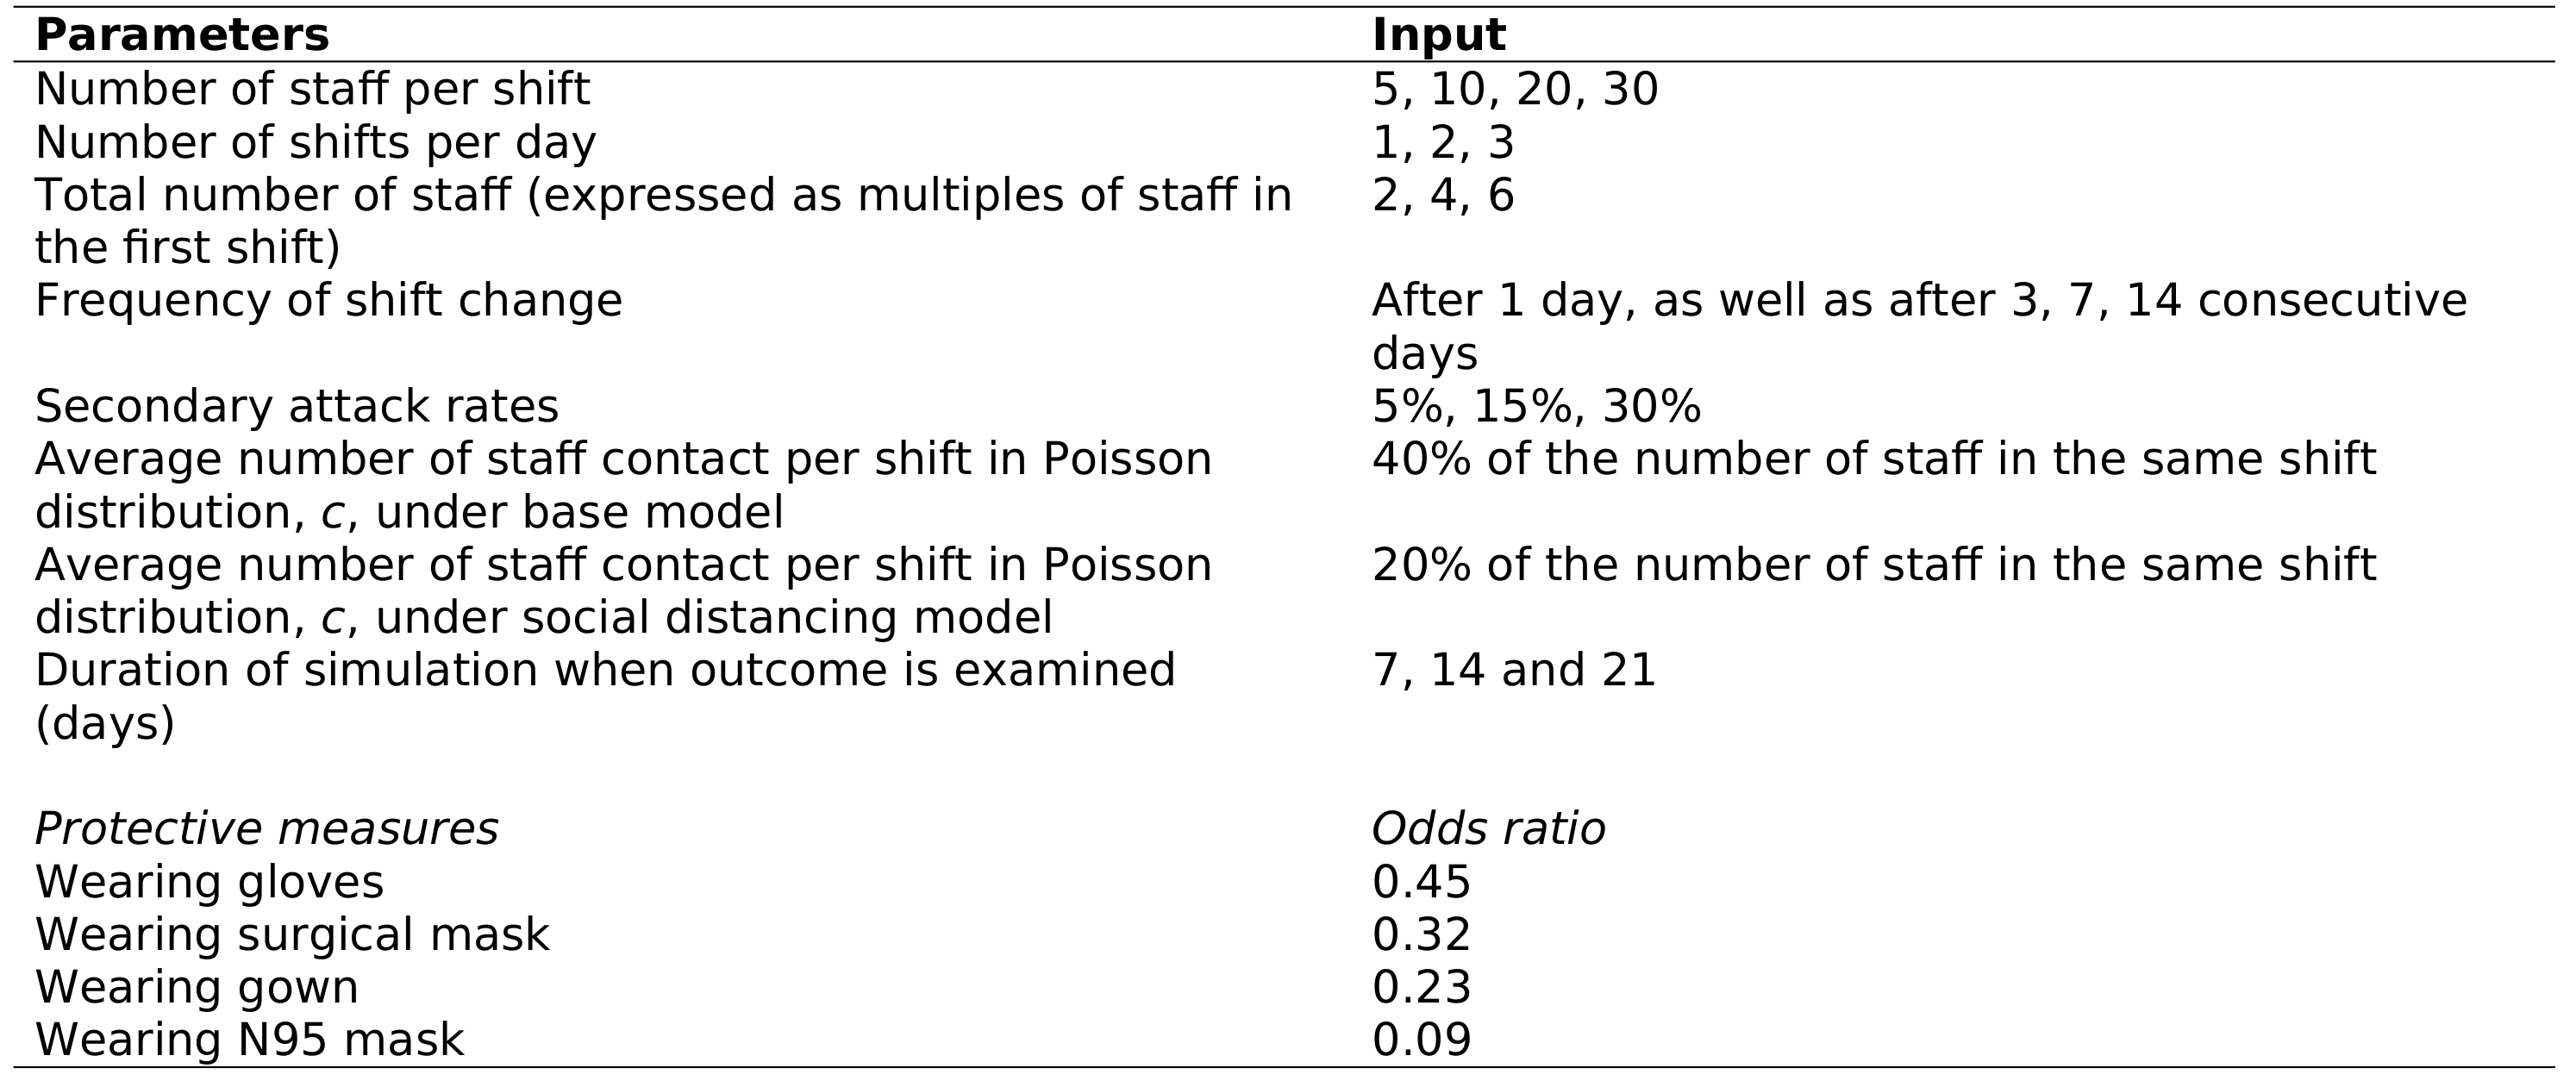 Parameters Input
Number of staff per shift 5, 10, 20, 30
Number of shifts per day 1, 2, 3
Total number of staff (expressed as multiples of staff in 2, 4, 6
the first shift)
Frequency of shift change After 1 day, as well as after 3, 7, 14 consecutive
days
Secondary attack rates 5%, 15%, 30%
Average number of staff contact per shift in Poisson 40% of the number of staff in the same shift
distribution, c, under base model
Average number of staff contact per shift in Poisson 20% of the number of staff in the same shift
distribution, c, under social distancing model
Duration of simulation when outcome is examined 7, 14 and 21
(days)
Protective measures Odds ratio
Wearing gloves 0.45
Wearing surgical mask 0.32
Wearing gown 0.23
Wearing N95 mask 0.09